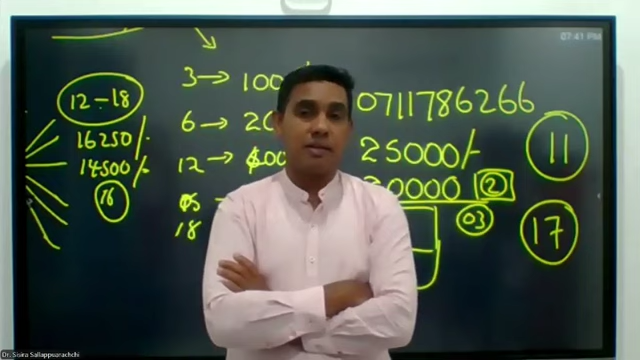 07:41 PM
3 → 100
12 – 18
0711786266
6 → 20
16250/-
25000/-
11
14500/-
12 →
16
0000
2
03
17
18
Dr. Sisira Sallappuarachchi